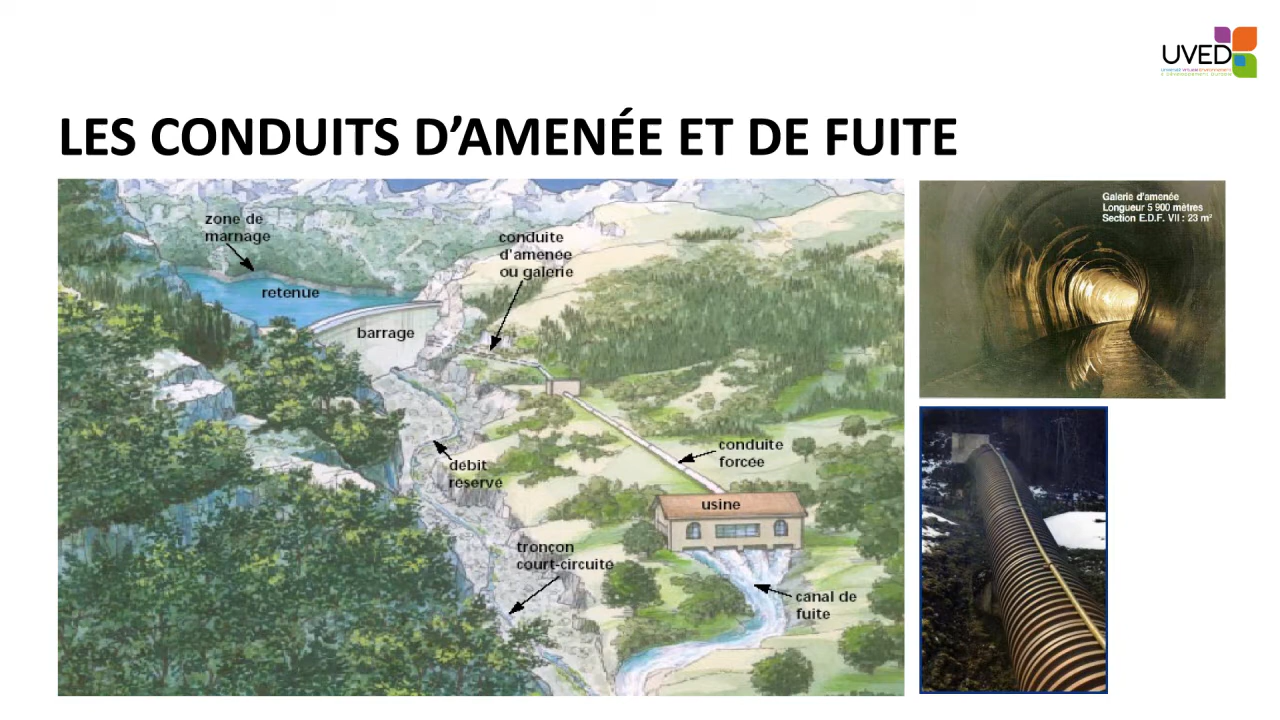 UVED
LES CONDUITS D’AMENÉE ET DE FUITE
zone de
marnage
retenue
barrage
conduite
d'amenée
ou galerie
conduite
forcée
débit
réservé
usine
tronçon
court-circuité
canal de
fuite
Galerie d'amenée
Longueur 5 900 mètres
Section E.D.F. VII : 23 m²